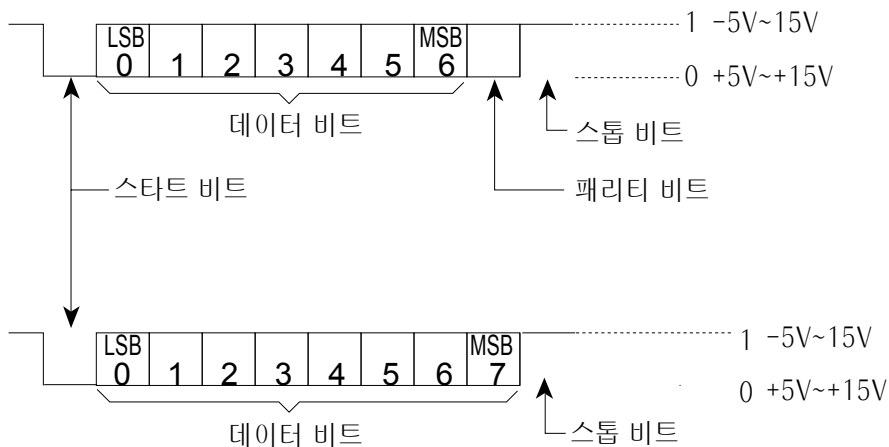 1 -5V~15V
LSB MSB
0 1 2 3 4 5 6
0 +5V~+15V
데이터 비트
스톱 비트
스타트 비트
패리티 비트
1 -5V~15V
LSB MSB
0 1 2 3 4 5 6 7
0 +5V~+15V
데이터 비트
스톱 비트